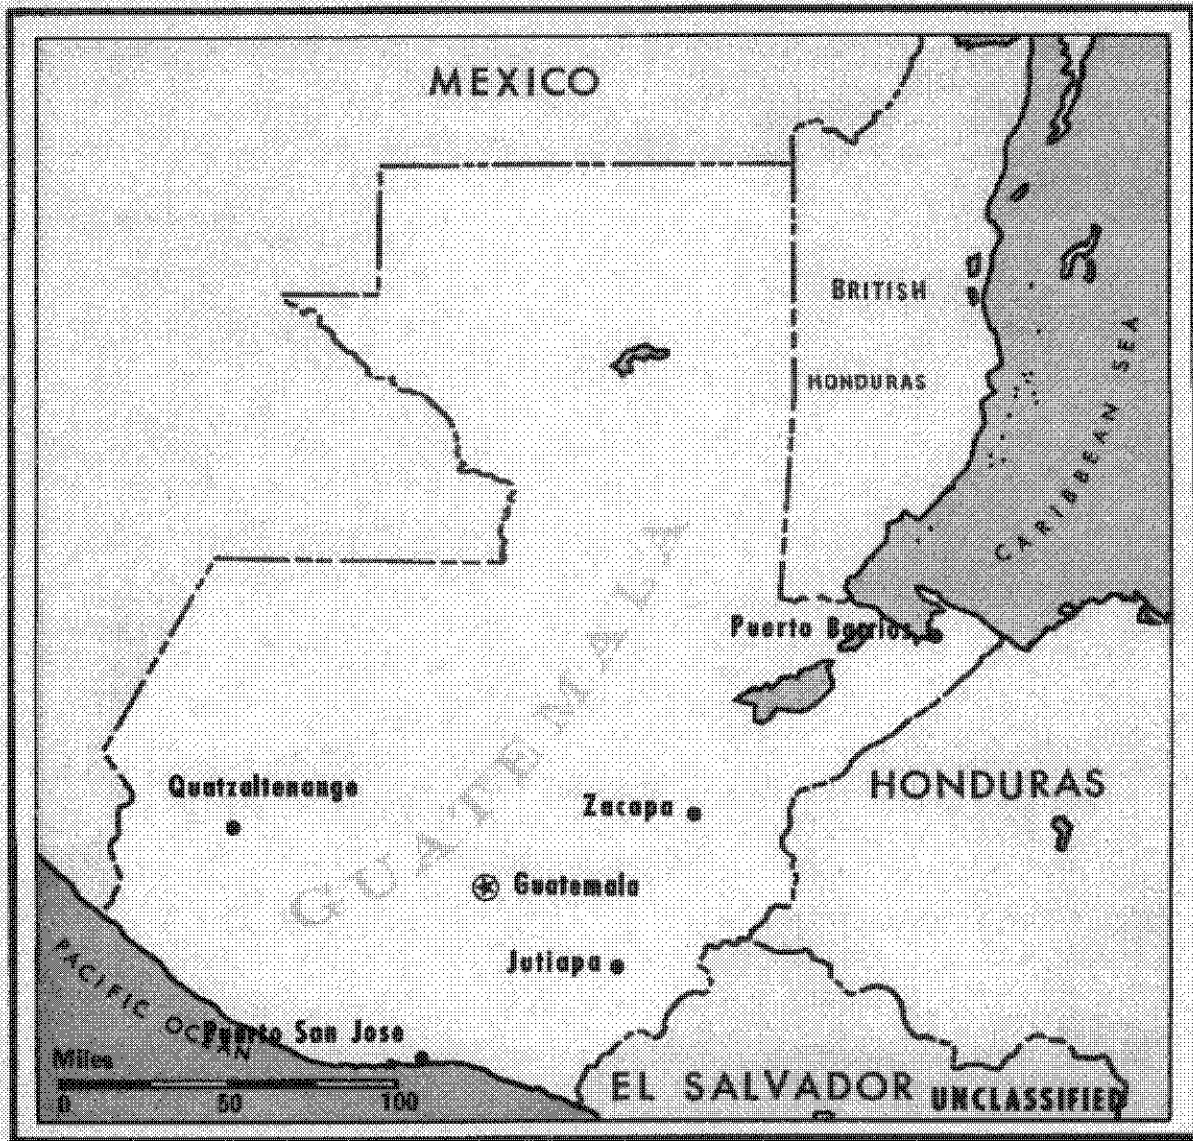 MEXICO
BRITISH
HONDURAS
CARIBBEAN SEA
GUATEMALA
Puerto Barrios
HONDURAS
Quatzaltenango
Zacapa
Guatemala
Jutiapa
PACIFIC OCEAN
Puerto San Jose
Miles
0 50 100
EL SALVADOR
UNCLASSIFIED